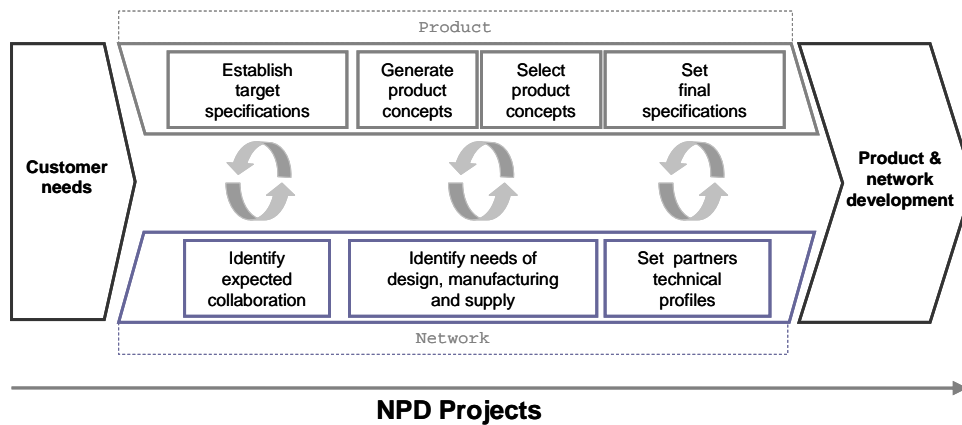 Product
Customer
needs
Establish
target
specifications
Generate
product
concepts
Select
product
concepts
Set
final
specifications
Identify
expected
collaboration
Identify needs of
design, manufacturing
and supply
Set partners
technical
profiles
Network
Product &
network
development
NPD Projects